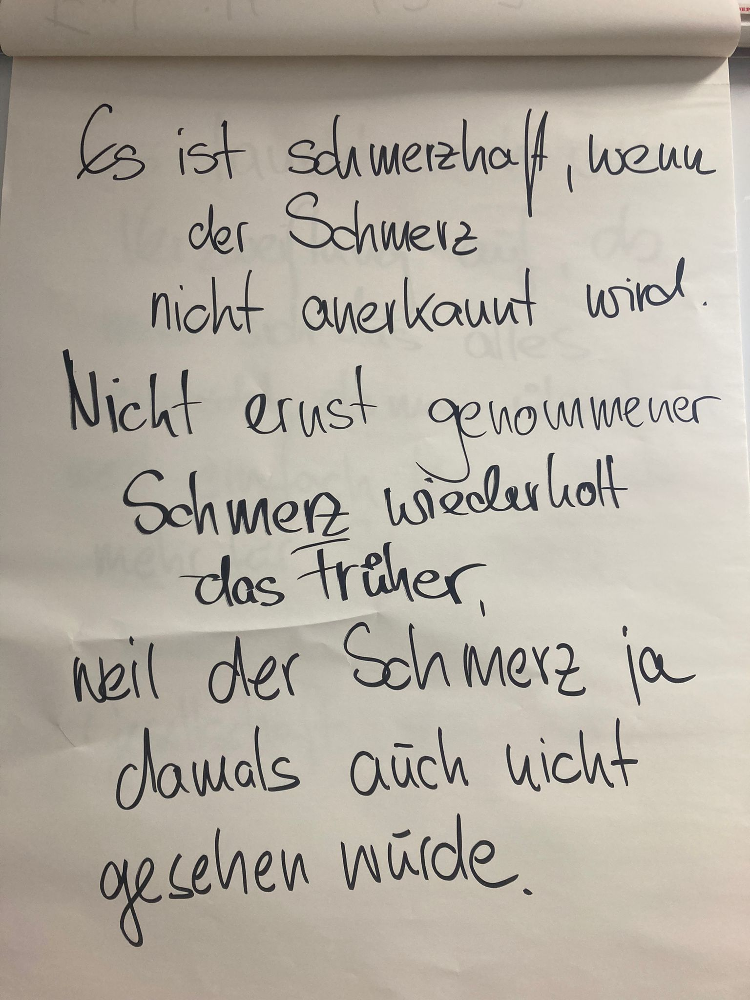 Es ist schmerzhaft, wenn
der Schmerz
nicht anerkannt wird.
Nicht ernst genommener
Schmerz wiederholt
das Früher,
weil der Schmerz ja
damals auch nicht
gesehen wurde.